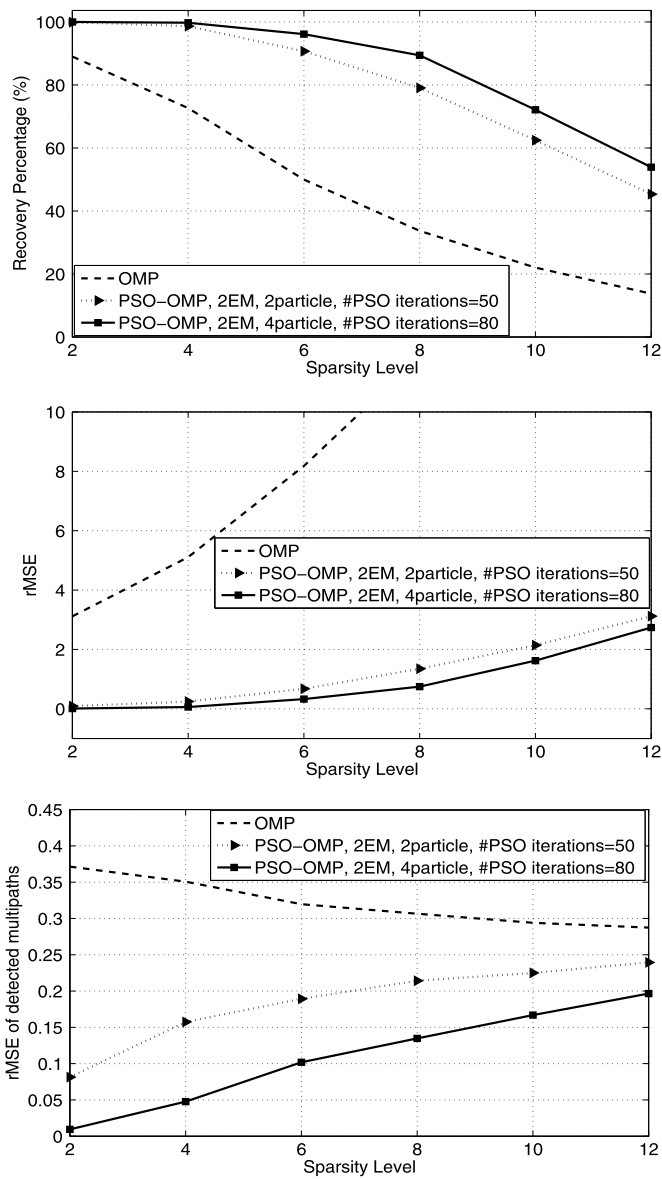 100
80
60
40
20
0
Recovery Percentage (%)
OMP
PSO–OMP, 2EM, 2particle, #PSO iterations=50
PSO–OMP, 2EM, 4particle, #PSO iterations=80
2 4 6 8 10 12
Sparsity Level
10
8
6
4
2
0
rMSE
OMP
PSO–OMP, 2EM, 2particle, #PSO iterations=50
PSO–OMP, 2EM, 4particle, #PSO iterations=80
2 4 6 8 10 12
Sparsity Level
0.45
0.4
0.35
0.3
0.25
0.2
0.15
0.1
0.05
0
rMSE of detected multipaths
OMP
PSO–OMP, 2EM, 2particle, #PSO iterations=50
PSO–OMP, 2EM, 4particle, #PSO iterations=80
2 4 6 8 10 12
Sparsity Level